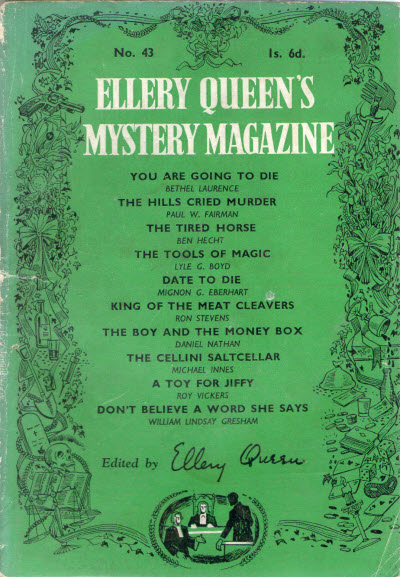 No. 43 1s. 6d.
ELLERY QUEEN'S
MYSTERY MAGAZINE
YOU ARE GOING TO DIE
BETHEL LAURENCE
THE HILLS CRIED MURDER
PAUL W. FAIRMAN
THE TIRED HORSE
BEN HECHT
THE TOOLS OF MAGIC
LYLE G. BOYD
DATE TO DIE
MIGNON G. EBERHART
KING OF THE MEAT CLEAVERS
RON STEVENS
THE BOY AND THE MONEY BOX
DANIEL NATHAN
THE CELLINI SALTCELLAR
MICHAEL INNES
A TOY FOR JIFFY
ROY VICKERS
DON'T BELIEVE A WORD SHE SAYS
WILLIAM LINDSAY GRESHAM
Edited by Ellery Queen